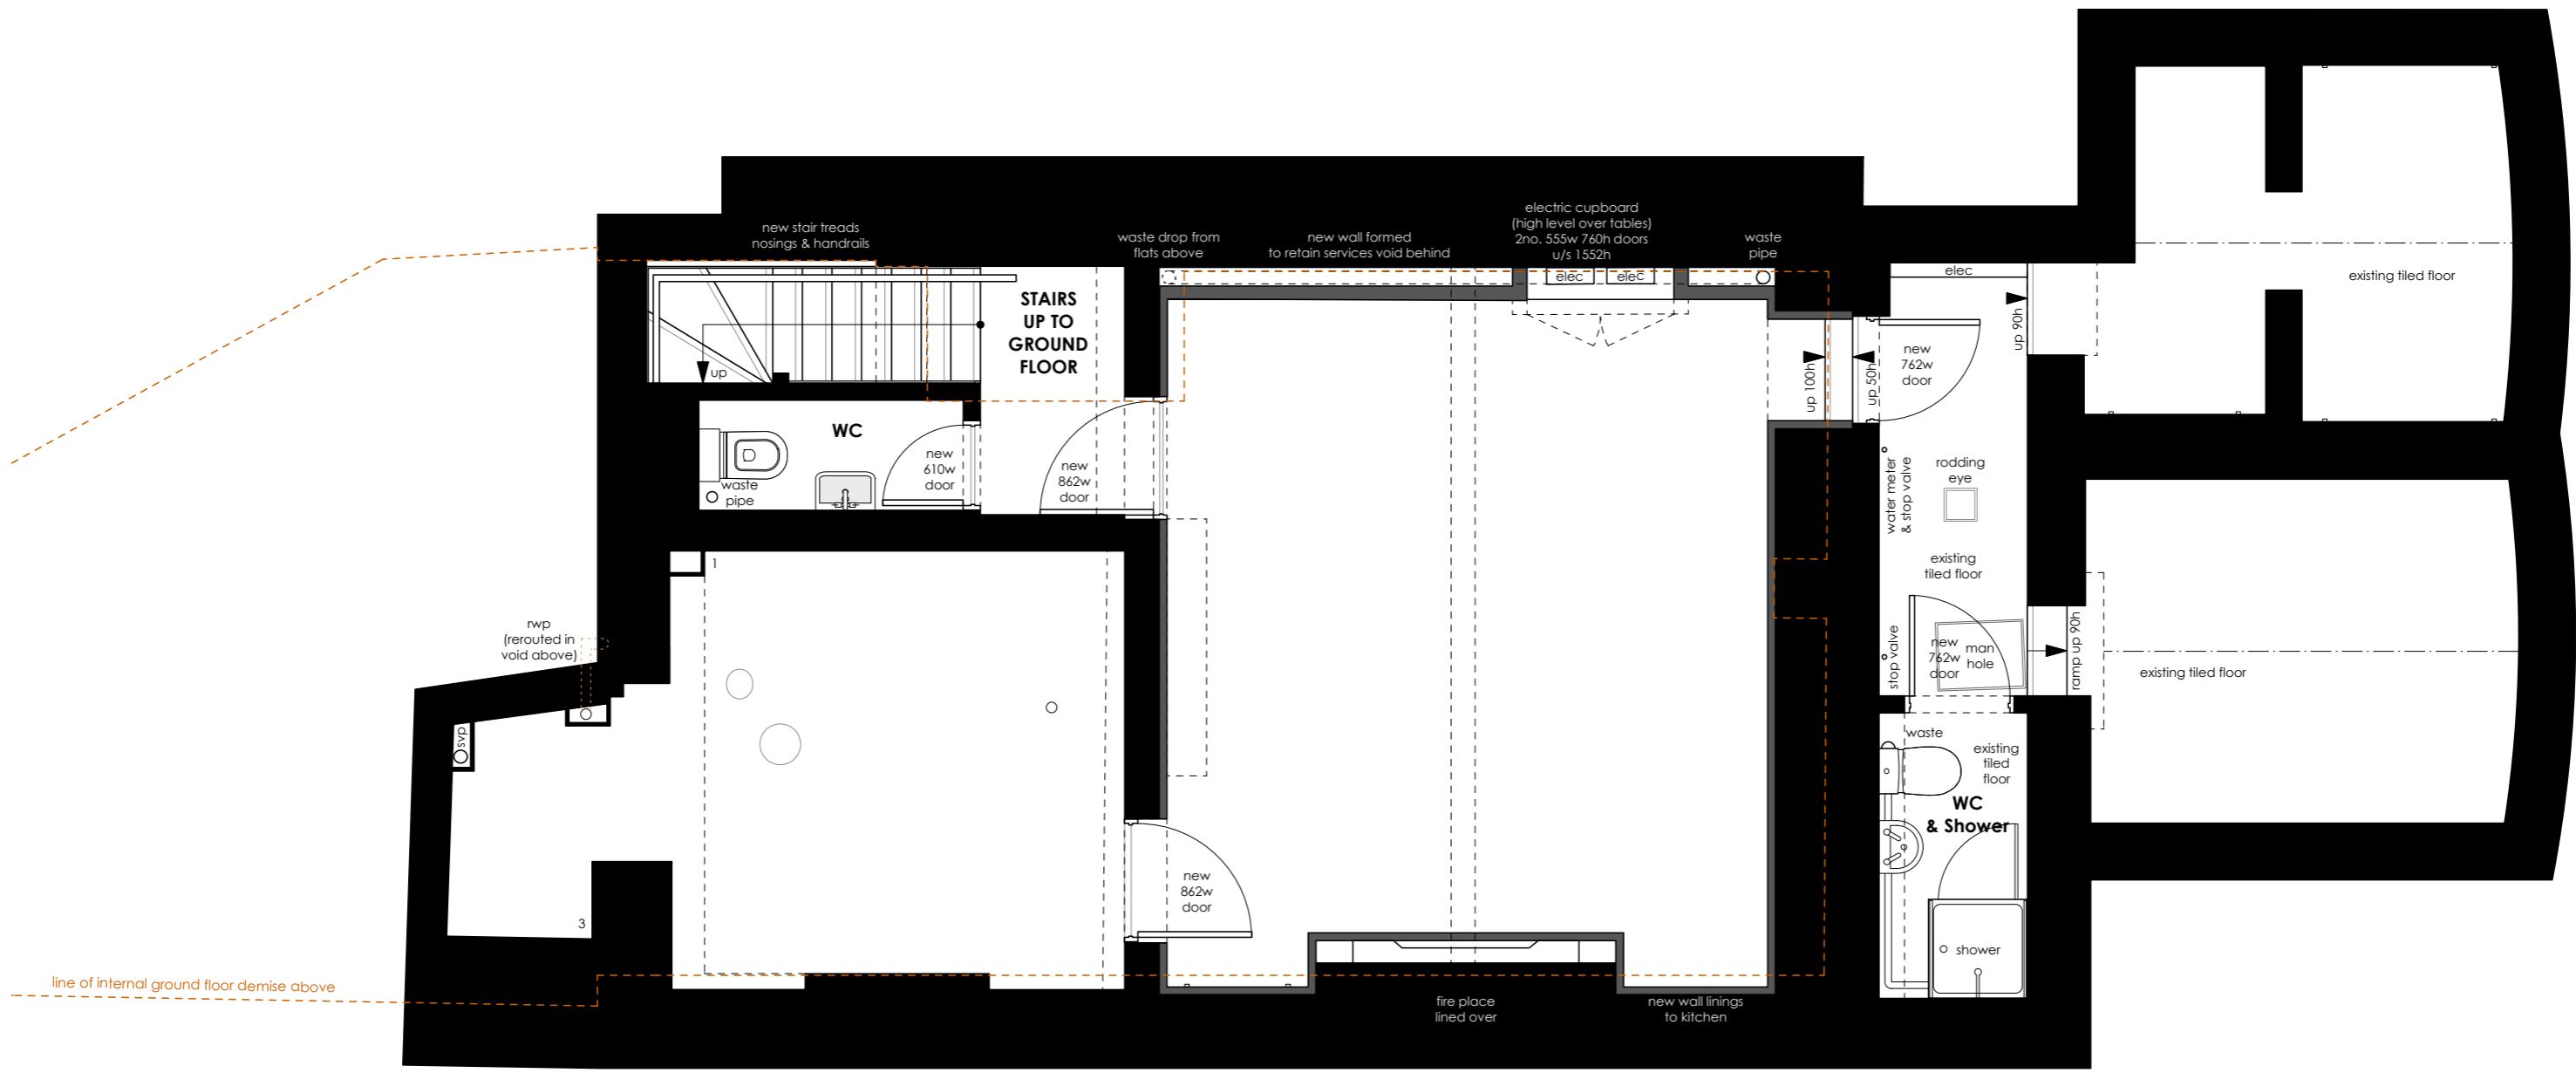 new stair treads
nosings & handrails
waste drop from
flats above
new wall formed
to retain services void behind
electric cupboard
(high level over tables)
2no. 555w 760h doors
u/s 1552h
waste
pipe
elec
elec
elec
existing tiled floor
STAIRS
UP TO
GROUND
FLOOR
up
up 90h
up 100h
up 50h
new
762w
door
WC
waste
pipe
new
610w
door
new
862w
door
water meter
& stop valve
rodding
eye
existing
tiled floor
1
rwp
(rerouted in
void above)
svp
stop valve
new
762w
door
man
hole
ramp up 90h
existing tiled floor
waste
existing
tiled
floor
WC
& Shower
new
862w
door
3
shower
line of internal ground floor demise above
fire place
lined over
new wall linings
to kitchen